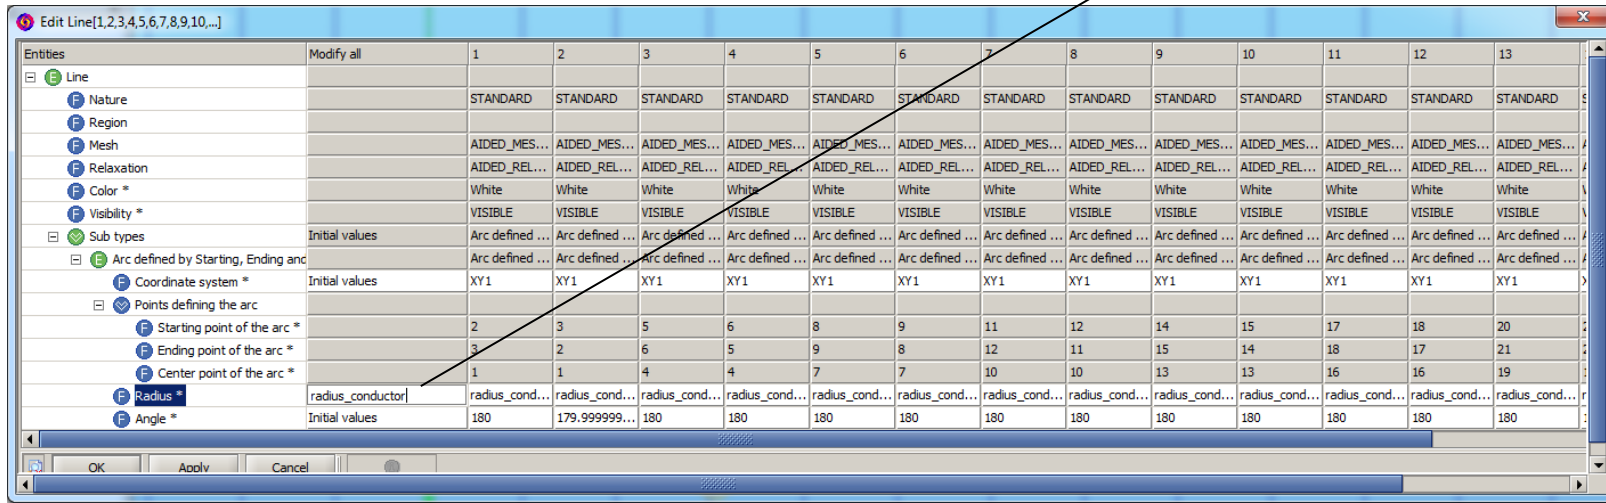 Edit Line[1,2,3,4,5,6,7,8,9,10,...]
Entities Modify all 1 2 3 4 5 6 7 8 9 10 11 12 13
Line
Nature STANDARD STANDARD STANDARD STANDARD STANDARD STANDARD STANDARD STANDARD STANDARD STANDARD STANDARD STANDARD STANDARD
Region
Mesh AIDED_MES... AIDED_MES... AIDED_MES... AIDED_MES... AIDED_MES... AIDED_MES... AIDED_MES... AIDED_MES... AIDED_MES... AIDED_MES... AIDED_MES... AIDED_MES... AIDED_MES...
Relaxation AIDED_REL... AIDED_REL... AIDED_REL... AIDED_REL... AIDED_REL... AIDED_REL... AIDED_REL... AIDED_REL... AIDED_REL... AIDED_REL... AIDED_REL... AIDED_REL... AIDED_REL...
Color * White White White White White White White White White White White White White
Visibility * VISIBLE VISIBLE VISIBLE VISIBLE VISIBLE VISIBLE VISIBLE VISIBLE VISIBLE VISIBLE VISIBLE VISIBLE VISIBLE
Sub types Initial values Arc defined ... Arc defined ... Arc defined ... Arc defined ... Arc defined ... Arc defined ... Arc defined ... Arc defined ... Arc defined ... Arc defined ... Arc defined ... Arc defined ... Arc defined ...
Arc defined by Starting, Ending and Arc defined ... Arc defined ... Arc defined ... Arc defined ... Arc defined ... Arc defined ... Arc defined ... Arc defined ... Arc defined ... Arc defined ... Arc defined ... Arc defined ... Arc defined ...
Coordinate system * Initial values XY1 XY1 XY1 XY1 XY1 XY1 XY1 XY1 XY1 XY1 XY1 XY1 XY1
Points defining the arc
Starting point of the arc * 2 3 5 6 8 9 11 12 14 15 17 18 20
Ending point of the arc * 3 2 6 5 9 8 12 11 15 14 18 17 21
Center point of the arc * 1 1 4 4 7 7 10 10 13 13 16 16 19
Radius * radius_conductor radius_cond... radius_cond... radius_cond... radius_cond... radius_cond... radius_cond... radius_cond... radius_cond... radius_cond... radius_cond... radius_cond... radius_cond... radius_cond...
Angle * Initial values 180 179.999999... 180 180 180 180 180 180 180 180 180 180 180
OK Apply Cancel